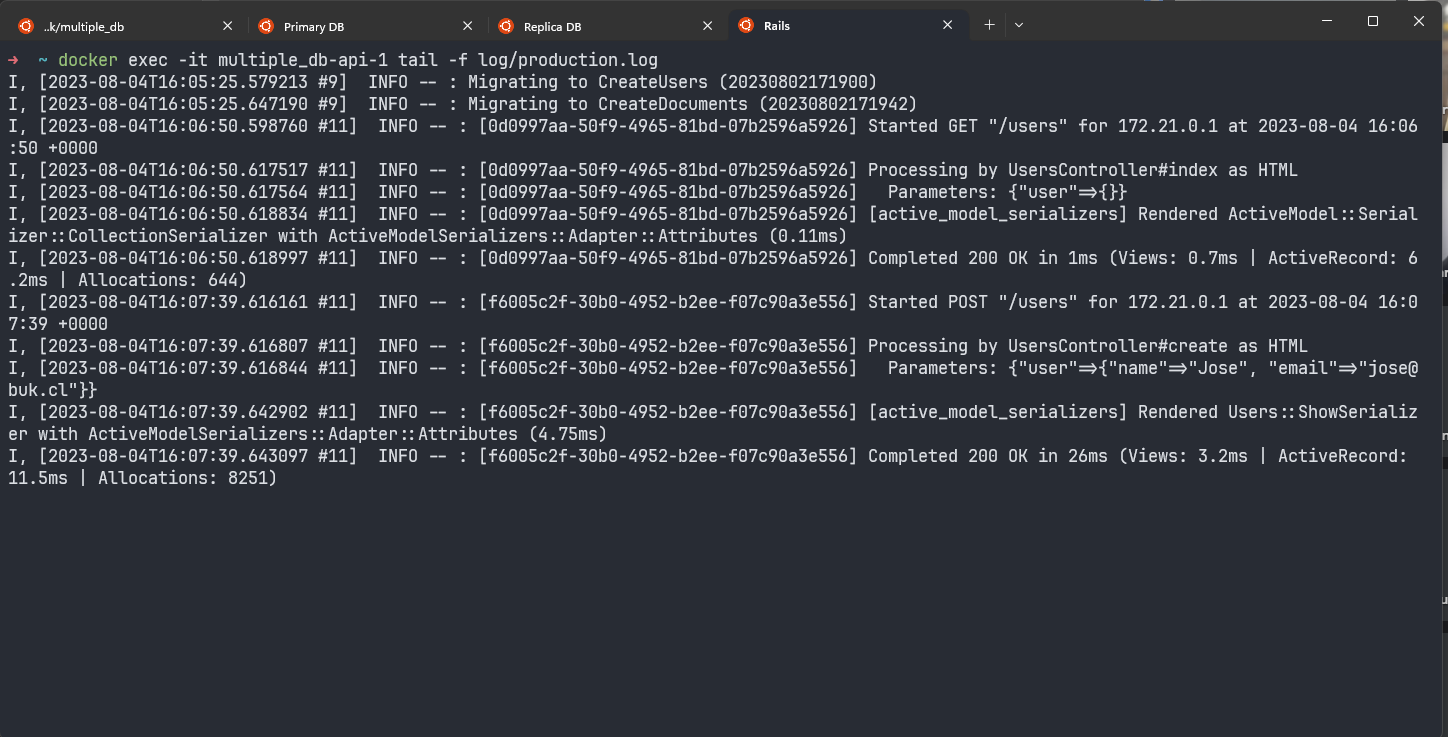 ..k/multiple_db
Primary DB
Replica DB
Rails
→ ~ docker exec -it multiple_db-api-1 tail -f log/production.log
I, [2023-08-04T16:05:25.579213 #9]  INFO -- : Migrating to CreateUsers (20230802171900)
I, [2023-08-04T16:05:25.647190 #9]  INFO -- : Migrating to CreateDocuments (20230802171942)
I, [2023-08-04T16:06:50.598760 #11]  INFO -- : [0d0997aa-50f9-4965-81bd-07b2596a5926] Started GET "/users" for 172.21.0.1 at 2023-08-04 16:06
:50 +0000
I, [2023-08-04T16:06:50.617517 #11]  INFO -- : [0d0997aa-50f9-4965-81bd-07b2596a5926] Processing by UsersController#index as HTML
I, [2023-08-04T16:06:50.617564 #11]  INFO -- : [0d0997aa-50f9-4965-81bd-07b2596a5926]   Parameters: {"user"=>{}}
I, [2023-08-04T16:06:50.618834 #11]  INFO -- : [0d0997aa-50f9-4965-81bd-07b2596a5926] [active_model_serializers] Rendered ActiveModel::Serial
izer::CollectionSerializer with ActiveModelSerializers::Adapter::Attributes (0.11ms)
I, [2023-08-04T16:06:50.618997 #11]  INFO -- : [0d0997aa-50f9-4965-81bd-07b2596a5926] Completed 200 OK in 1ms (Views: 0.7ms | ActiveRecord: 6
.2ms | Allocations: 644)
I, [2023-08-04T16:07:39.616161 #11]  INFO -- : [f6005c2f-30b0-4952-b2ee-f07c90a3e556] Started POST "/users" for 172.21.0.1 at 2023-08-04 16:0
7:39 +0000
I, [2023-08-04T16:07:39.616807 #11]  INFO -- : [f6005c2f-30b0-4952-b2ee-f07c90a3e556] Processing by UsersController#create as HTML
I, [2023-08-04T16:07:39.616844 #11]  INFO -- : [f6005c2f-30b0-4952-b2ee-f07c90a3e556]   Parameters: {"user"=>{"name"=>"Jose", "email"=>"jose@
buk.cl"}}
I, [2023-08-04T16:07:39.642902 #11]  INFO -- : [f6005c2f-30b0-4952-b2ee-f07c90a3e556] [active_model_serializers] Rendered Users::ShowSerializ
er with ActiveModelSerializers::Adapter::Attributes (4.75ms)
I, [2023-08-04T16:07:39.643097 #11]  INFO -- : [f6005c2f-30b0-4952-b2ee-f07c90a3e556] Completed 200 OK in 26ms (Views: 3.2ms | ActiveRecord:
11.5ms | Allocations: 8251)